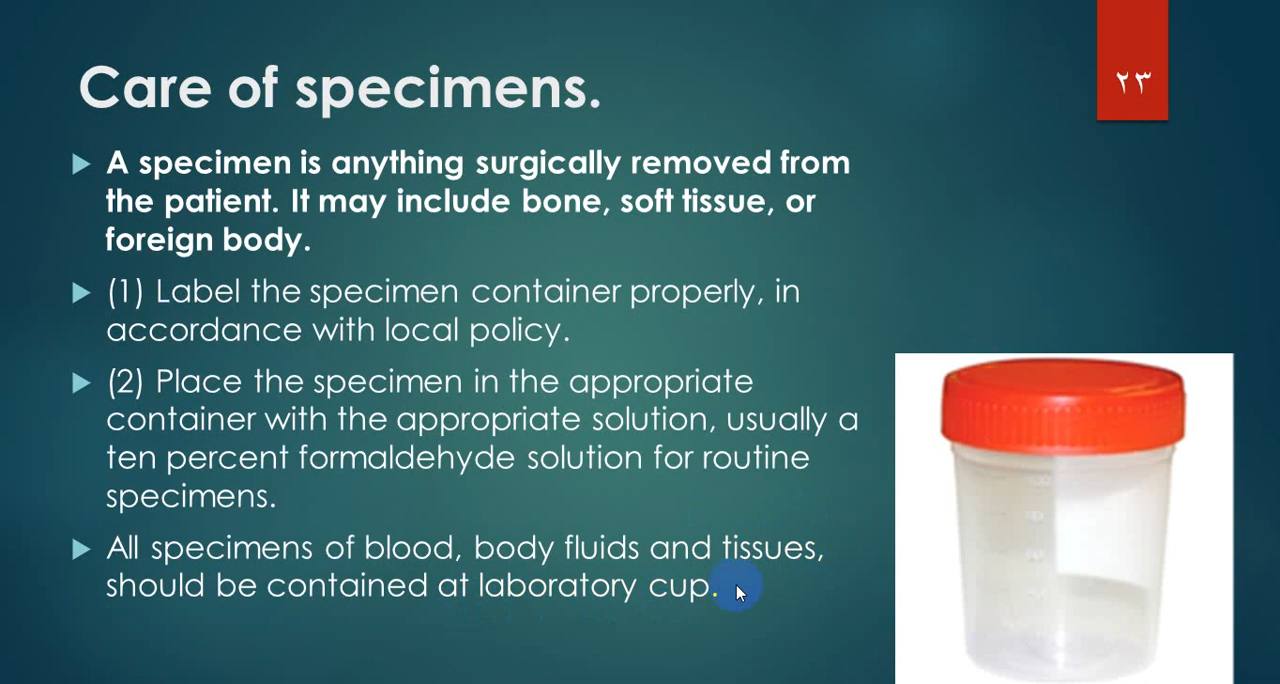 Care of specimens.
٢٣
A specimen is anything surgically removed from
the patient. It may include bone, soft tissue, or
foreign body.
(1) Label the specimen container properly, in
accordance with local policy.
(2) Place the specimen in the appropriate
container with the appropriate solution, usually a
ten percent formaldehyde solution for routine
specimens.
All specimens of blood, body fluids and tissues,
should be contained at laboratory cup.